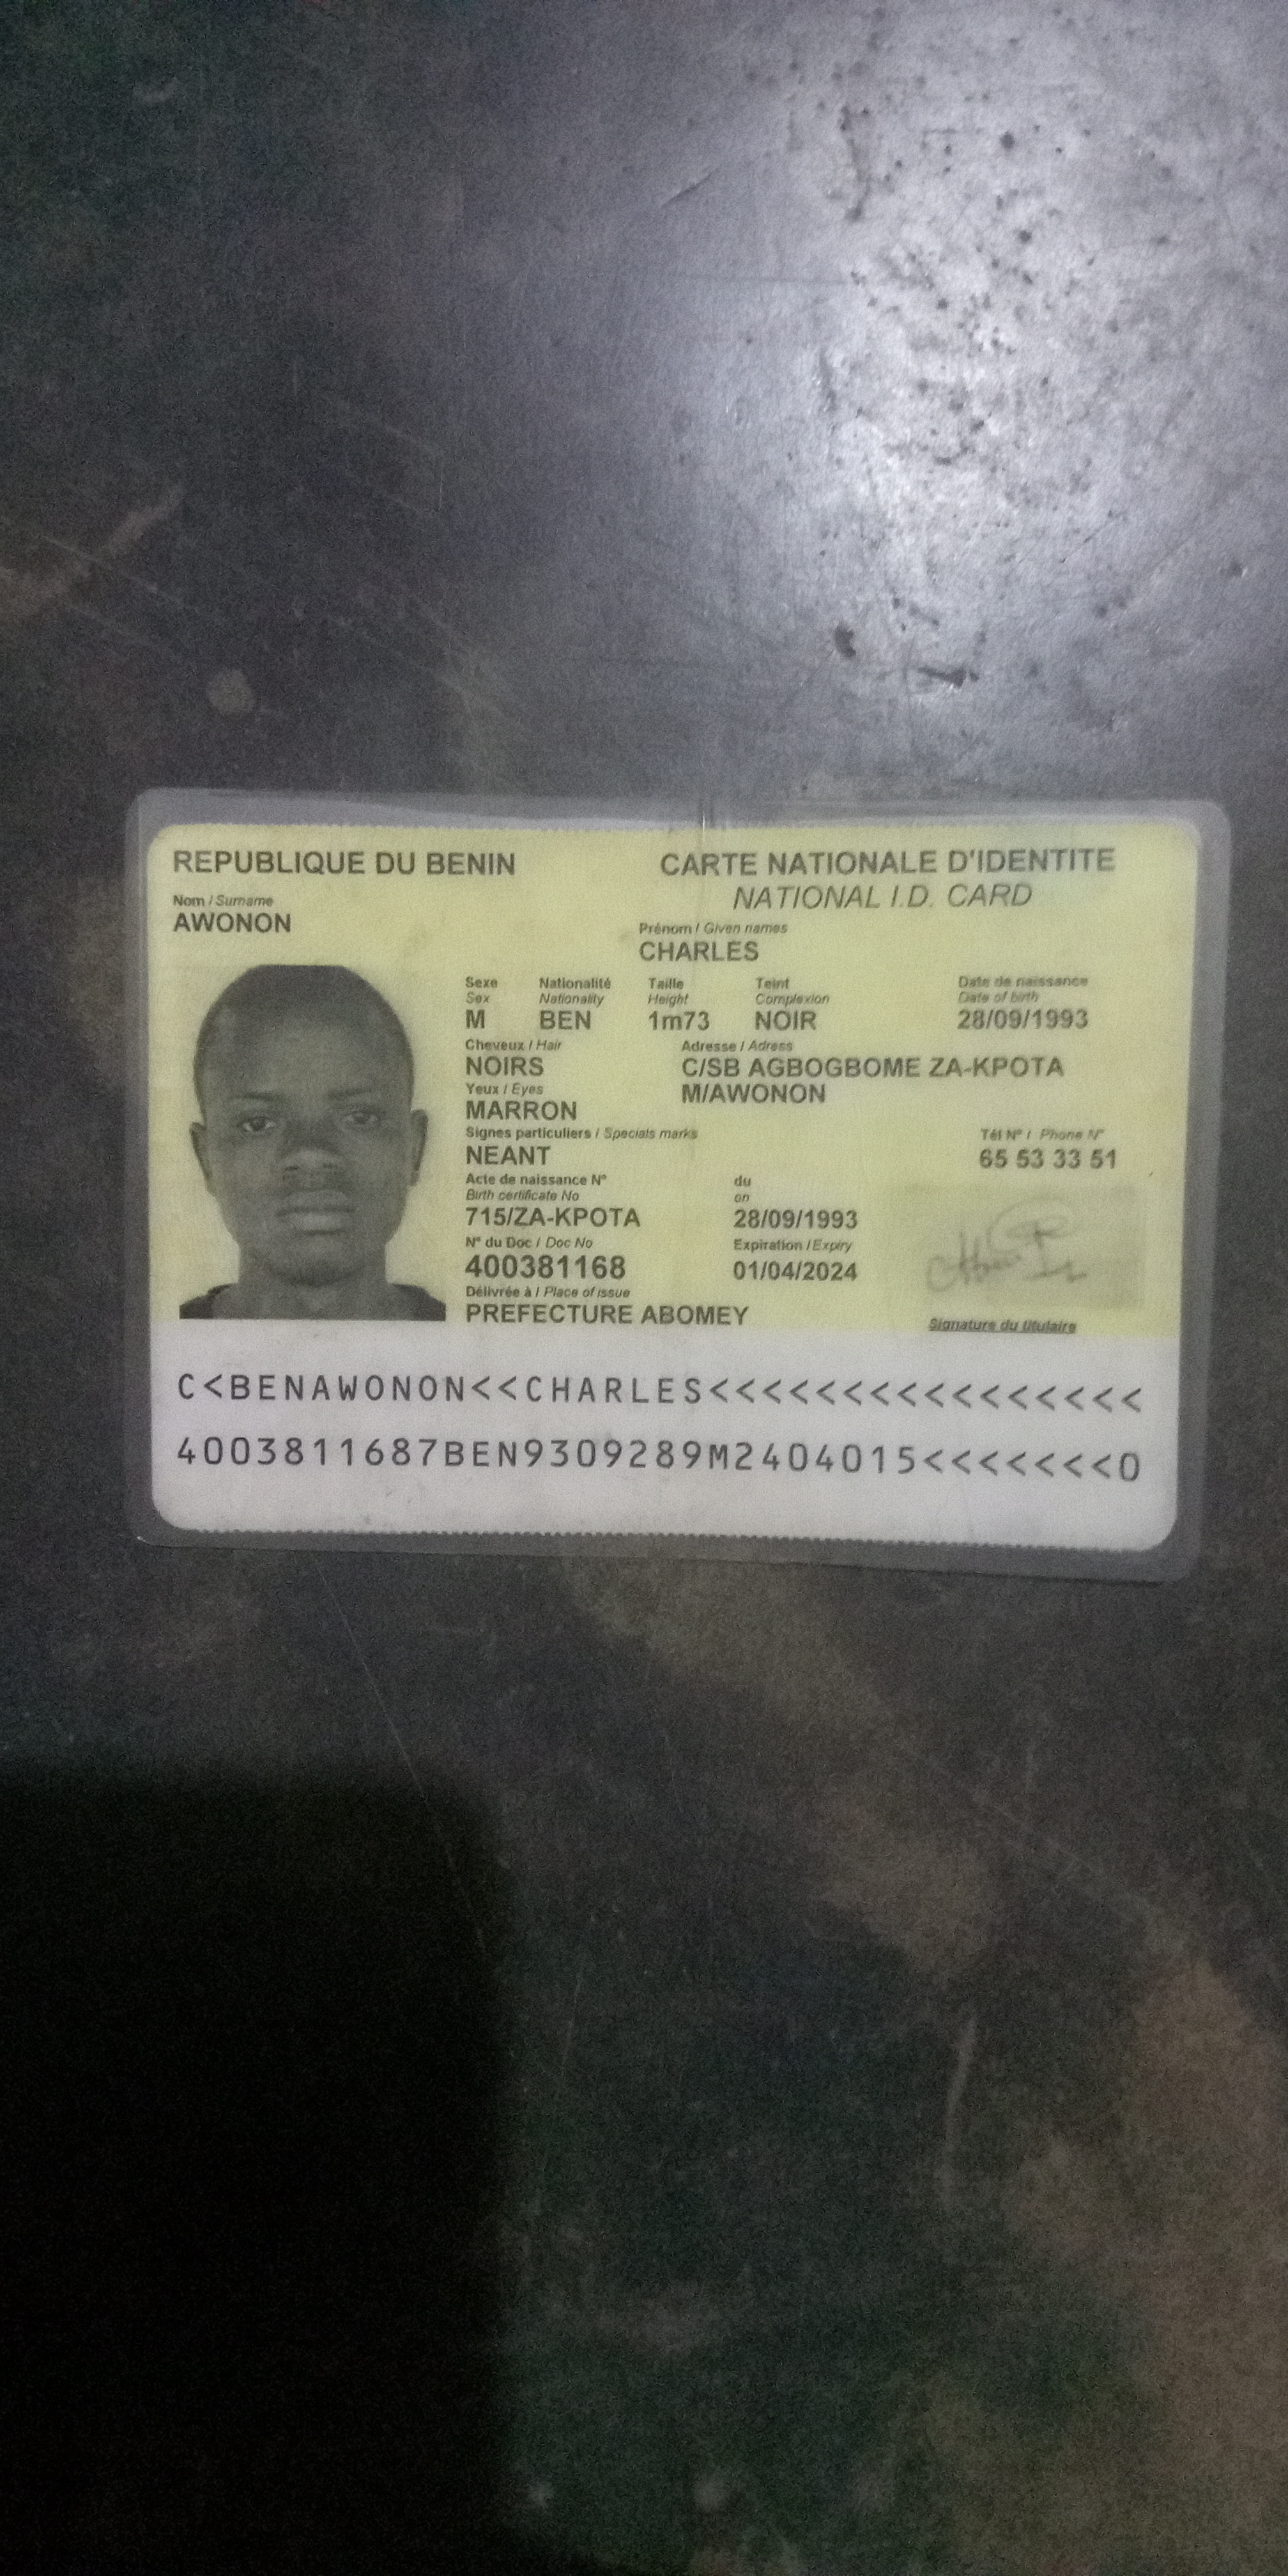 REPUBLIQUE DU BENIN
CARTE NATIONALE D'IDENTITE
NATIONAL I.D. CARD
Nom / Surname
AWONON
Prénom / Given names
CHARLES
Sexe Nationalité Taille Teint Date de naissance
Sex Nationality Height Complexion Date of birth
M BEN 1m73 NOIR 28/09/1993
Cheveux / Hair Adresse / Adress
NOIRS C/SB AGBOGBOME ZA-KPOTA
Yeux / Eyes M/AWONON
MARRON
Signes particuliers / Specials marks Tél N° / Phone N°
NEANT 65 53 33 51
Acte de naissance N° du
Birth certificate No on
715/ZA-KPOTA 28/09/1993
N° du Doc / Doc No Expiration / Expiry
400381168 01/04/2024
Délivrée à / Place of issue
PREFECTURE ABOMEY
Signature du titulaire
C<BENAWONON<<CHARLES<<<<<<<<<<<<<<<<
4003811687BEN9309289M2404015<<<<<<<0